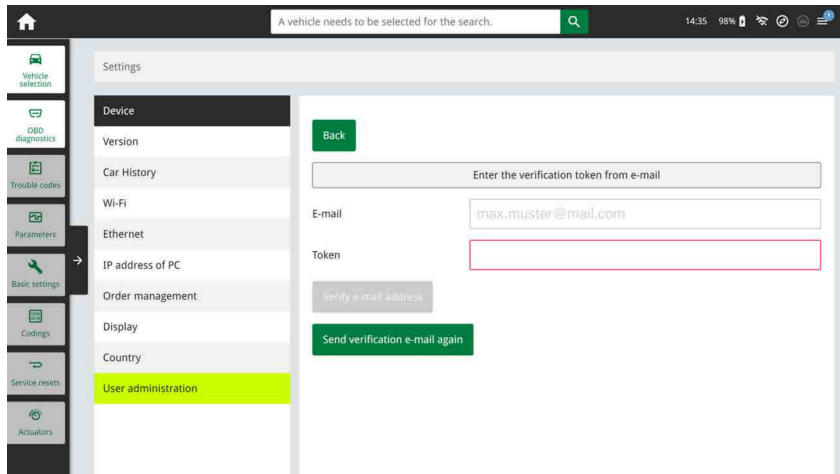 A vehicle needs to be selected for the search.
14:35 98% 1
Vehicle
selection
OBD
diagnostics
Trouble codes
Parameters
Basic settings
Codings
Service resets
Actuators
Settings
Device
Version
Car History
Wi-Fi
Ethernet
IP address of PC
Order management
Display
Country
User administration
Back
Enter the verification token from e-mail
E-mail max.muster@mail.com
Token
Verify e-mail address
Send verification e-mail again